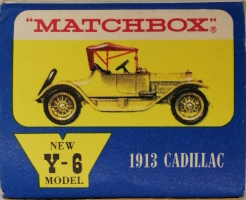 "MATCHBOX"®
NEW
Y-6
MODEL
1913 CADILLAC